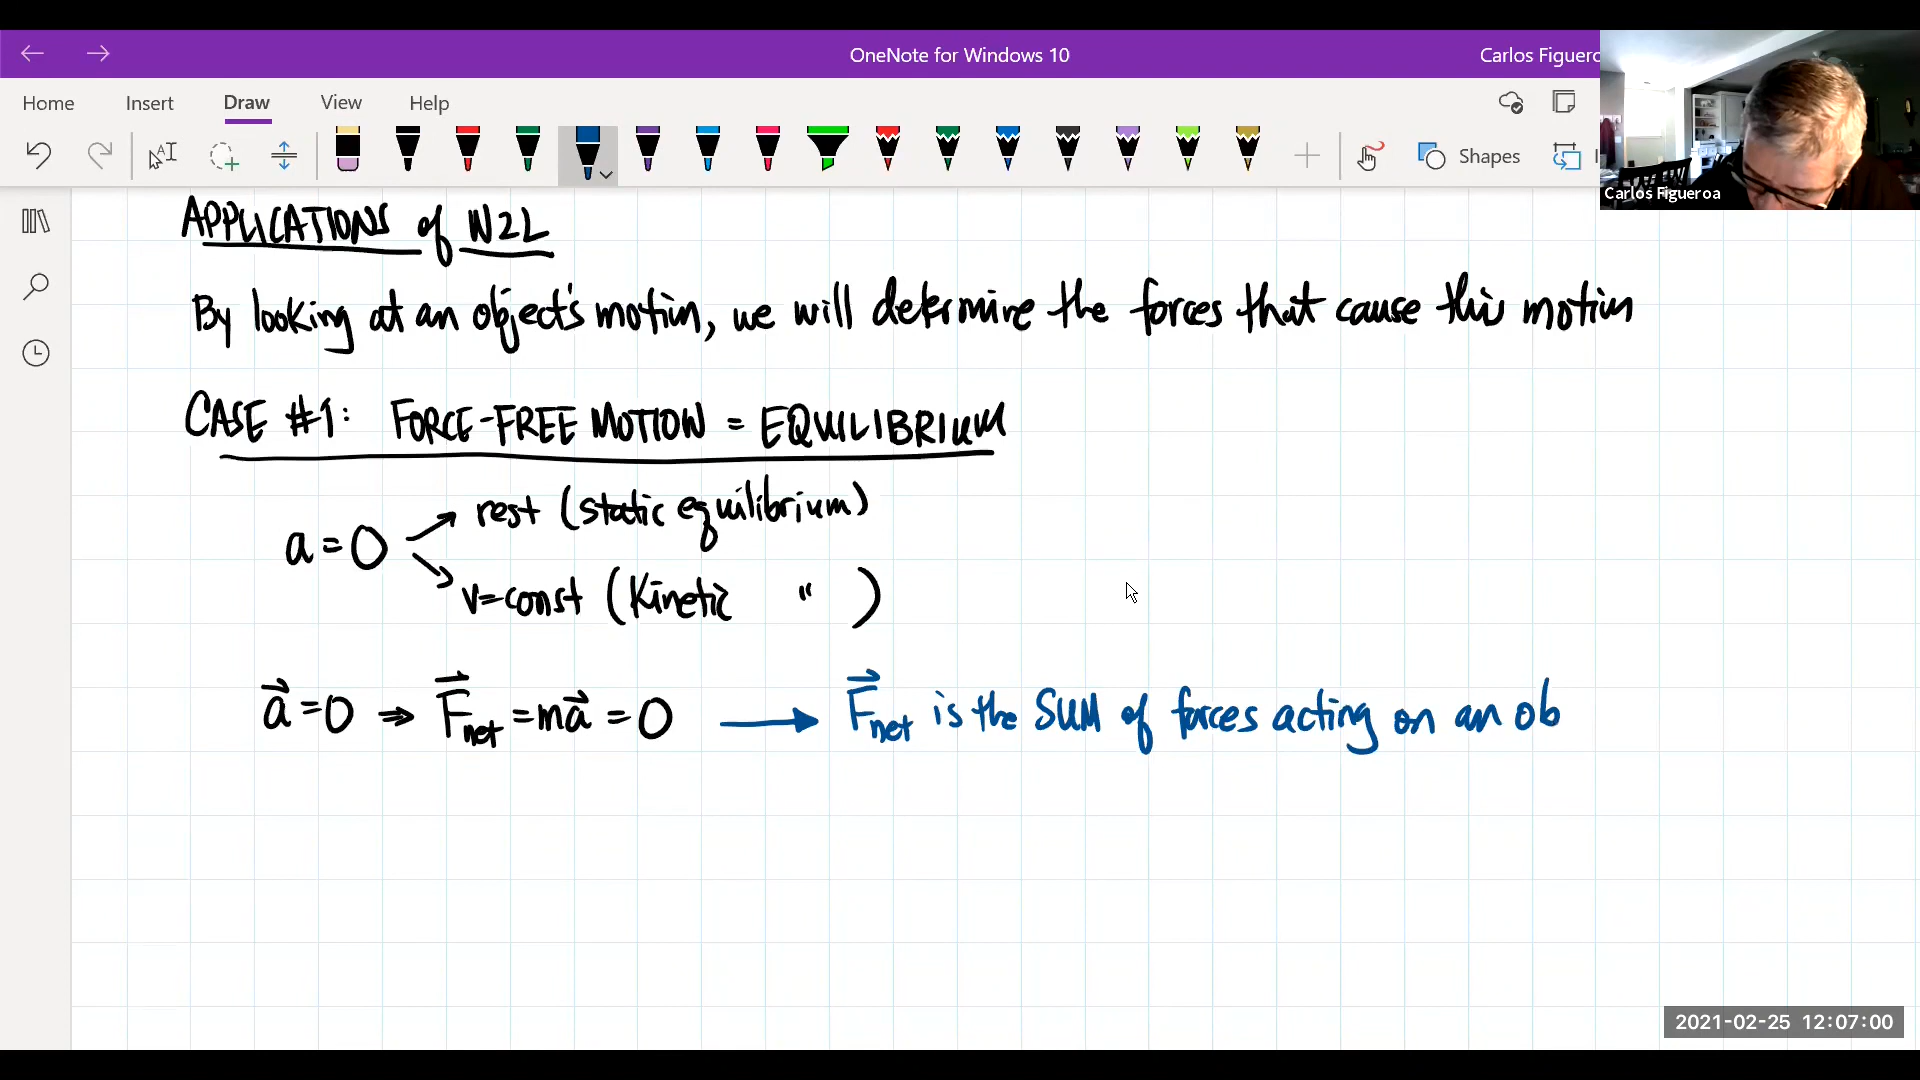 OneNote for Windows 10
Carlos Figuero
Home Insert Draw View Help
Shapes
Carlos Figueroa
APPLICATIONS of N2L
By looking at an object's motion, we will determine the forces that cause this motion
CASE #1: FORCE-FREE MOTION = EQUILIBRIUM
rest (static equilibrium)
a=0
v=const (Kinetic " )
a⃗=0 ⇒ F⃗net=ma⃗=0 → F⃗net is the SUM of forces acting on an ob
2021-02-25 12:07:00